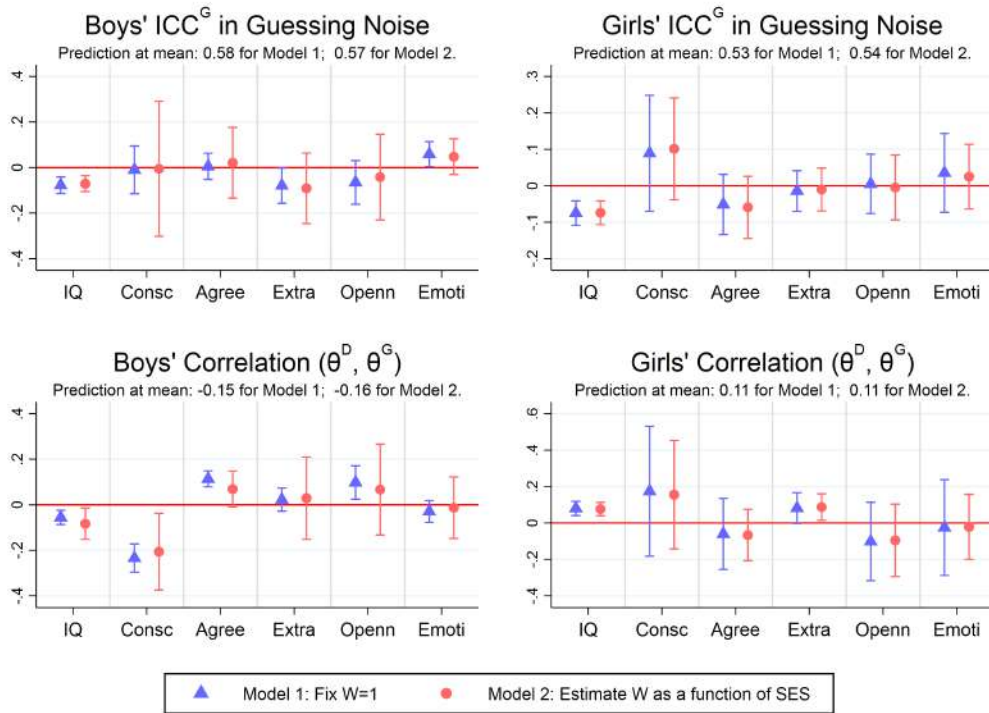 Boys' ICC^G in Guessing Noise
Prediction at mean: 0.58 for Model 1; 0.57 for Model 2.
.4
.2
0
-.2
-.4
IQ Consc Agree Extra Openn Emoti
Girls' ICC^G in Guessing Noise
Prediction at mean: 0.53 for Model 1; 0.54 for Model 2.
.3
.2
.1
0
-.1
-.2
IQ Consc Agree Extra Openn Emoti
Boys' Correlation (θ^D, θ^G)
Prediction at mean: -0.15 for Model 1; -0.16 for Model 2.
.4
.2
0
-.2
-.4
IQ Consc Agree Extra Openn Emoti
Girls' Correlation (θ^D, θ^G)
Prediction at mean: 0.11 for Model 1; 0.11 for Model 2.
.6
.4
.2
0
-.2
-.4
IQ Consc Agree Extra Openn Emoti
Model 1: Fix W=1 Model 2: Estimate W as a function of SES